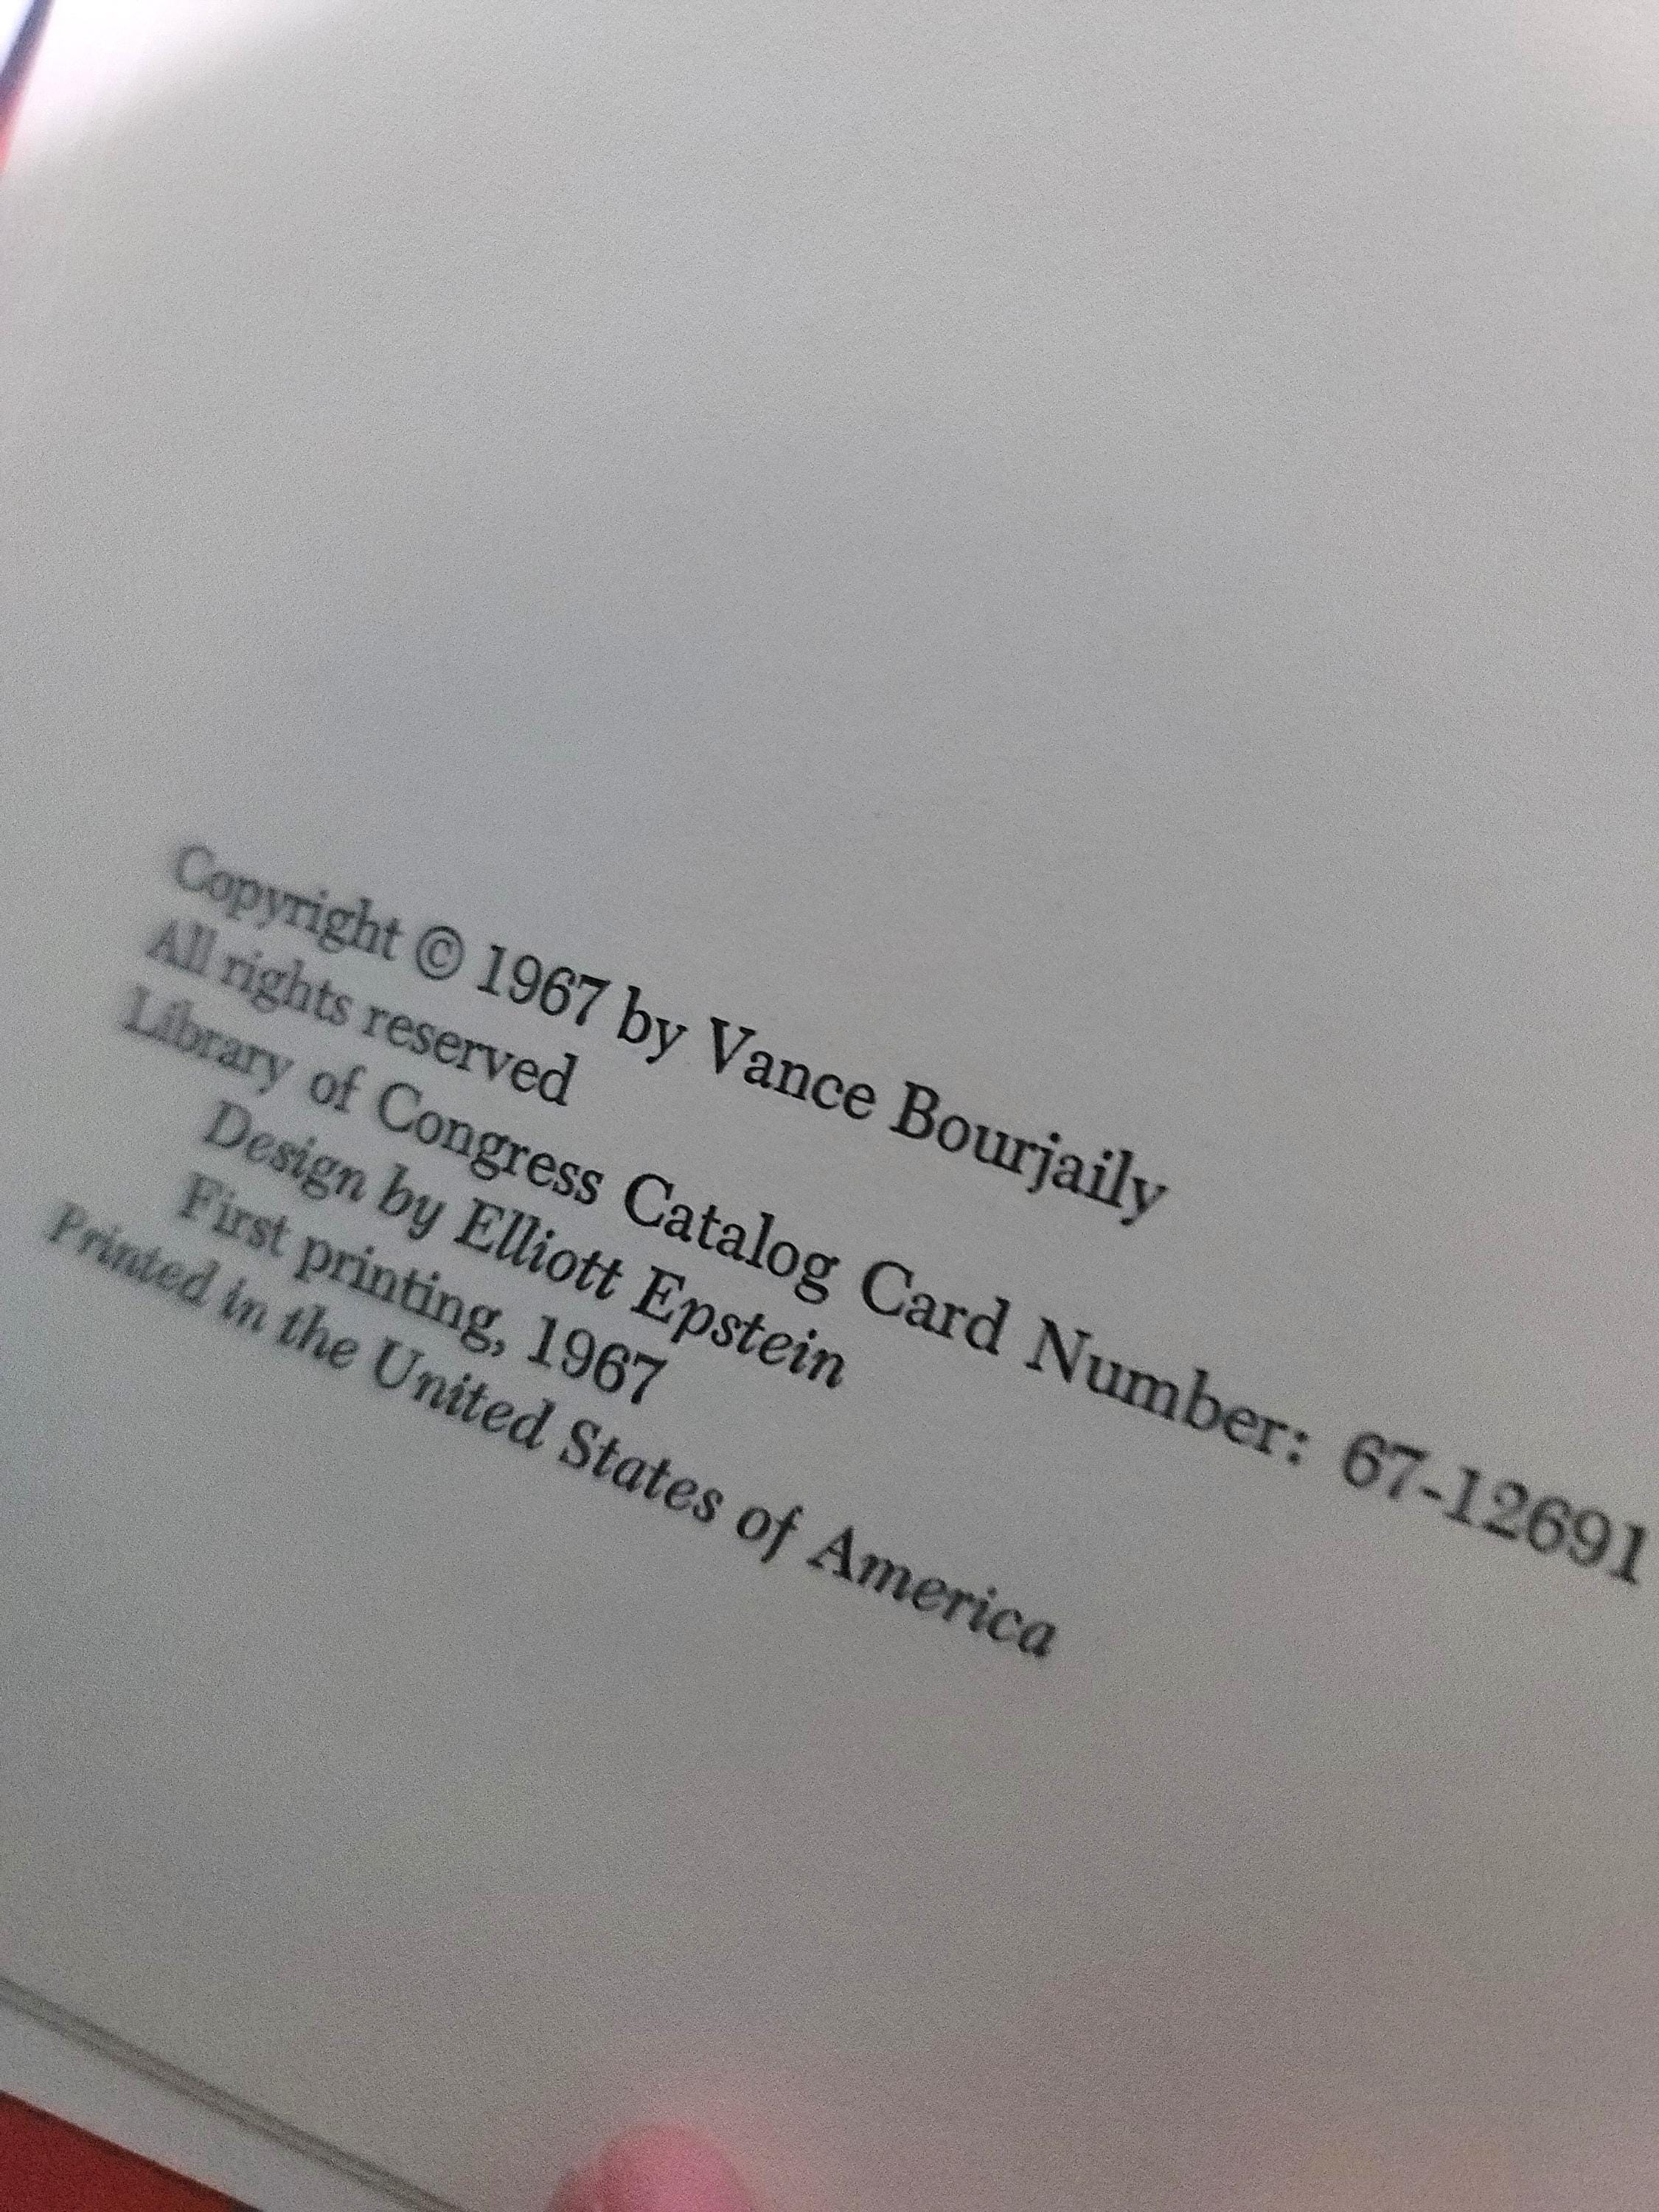 Copyright © 1967 by Vance Bourjaily
All rights reserved
Library of Congress Catalog Card Number: 67-12691
Design by Elliott Epstein
First printing, 1967
Printed in the United States of America